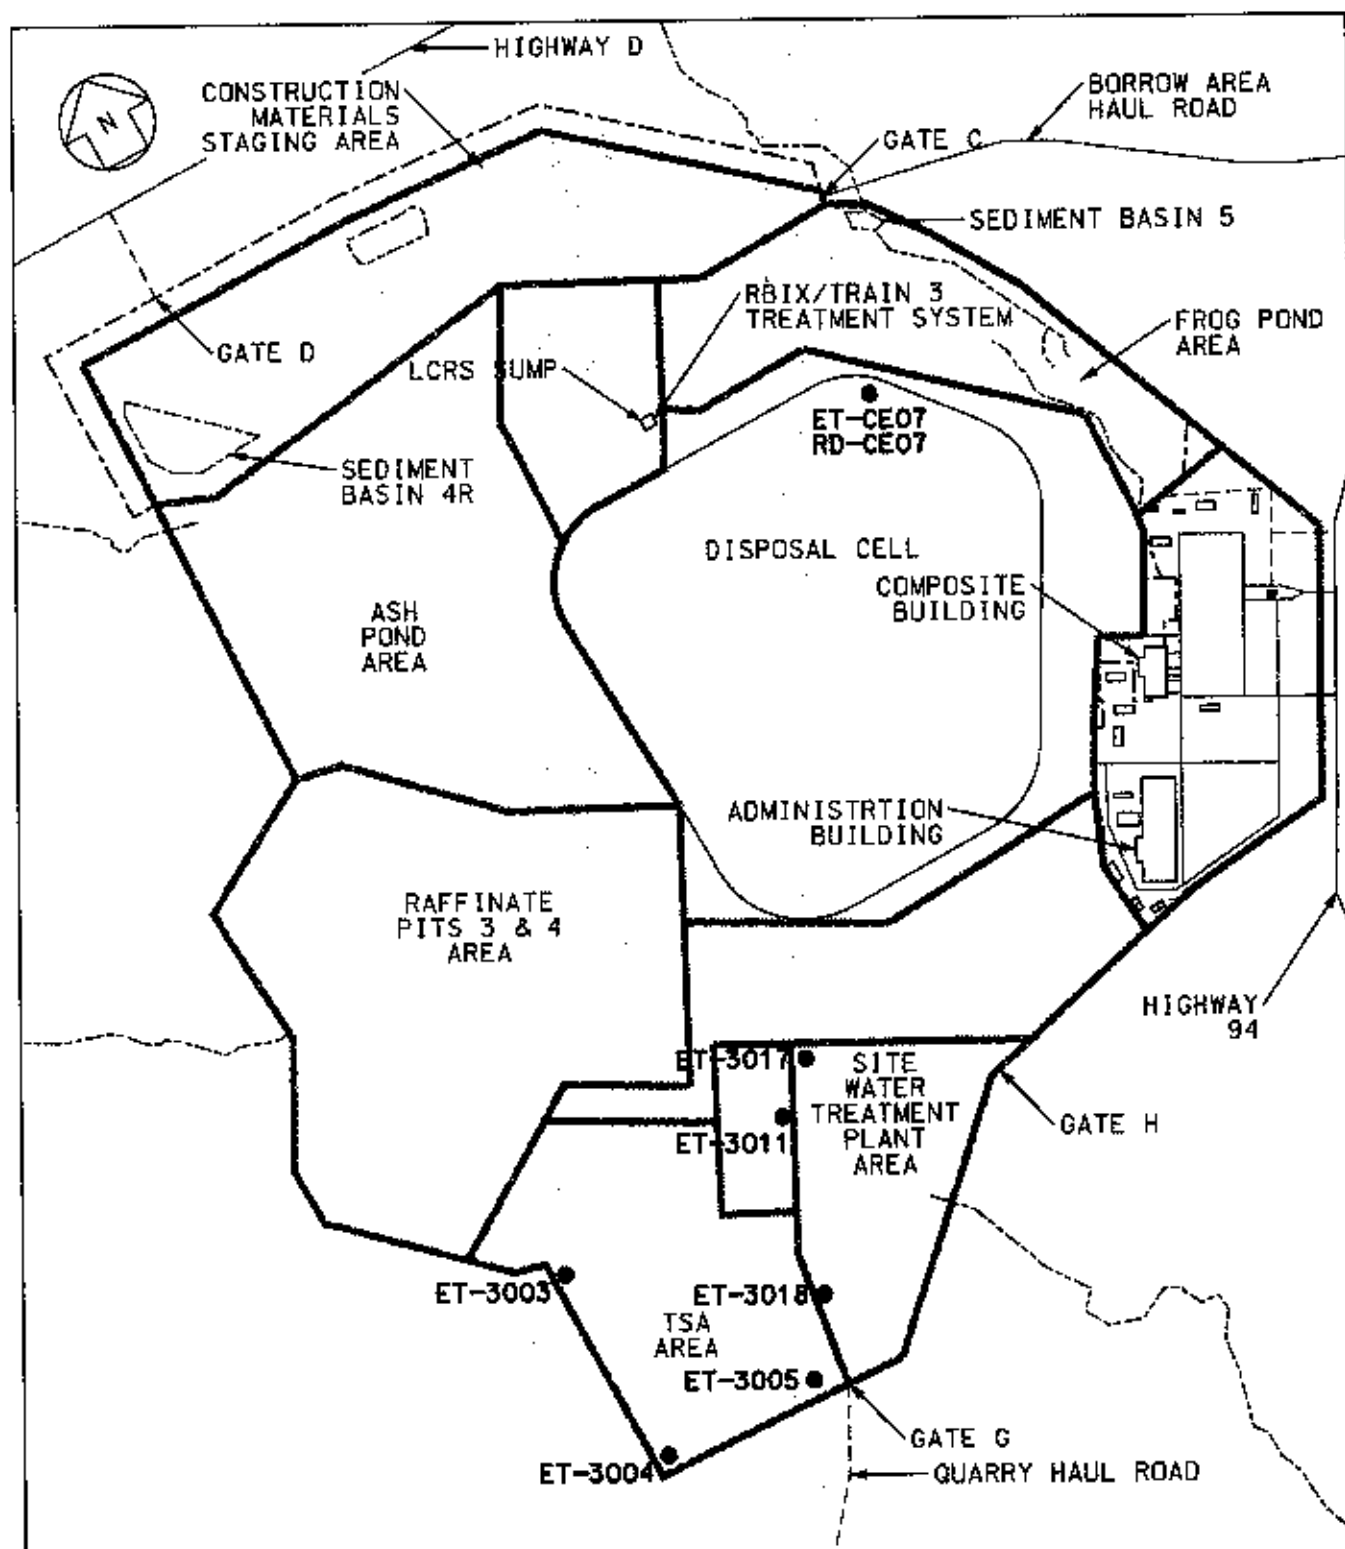 HIGHWAY D
CONSTRUCTION
MATERIALS
STAGING AREA
N
BORROW AREA
HAUL ROAD
GATE C
SEDIMENT BASIN 5
RBIX/TRAIN 3
TREATMENT SYSTEM
FROG POND
AREA
GATE D
LCRS SUMP
ET-CE07
RD-CE07
SEDIMENT
BASIN 4R
DISPOSAL CELL
COMPOSITE
BUILDING
ASH
POND
AREA
ADMINISTRTION
BUILDING
RAFFINATE
PITS 3 & 4
AREA
HIGHWAY
94
ET-3017
SITE
WATER
TREATMENT
PLANT
AREA
ET-3011
GATE H
ET-3003
ET-3018
TSA
AREA
ET-3005
GATE G
ET-3004
QUARRY HAUL ROAD